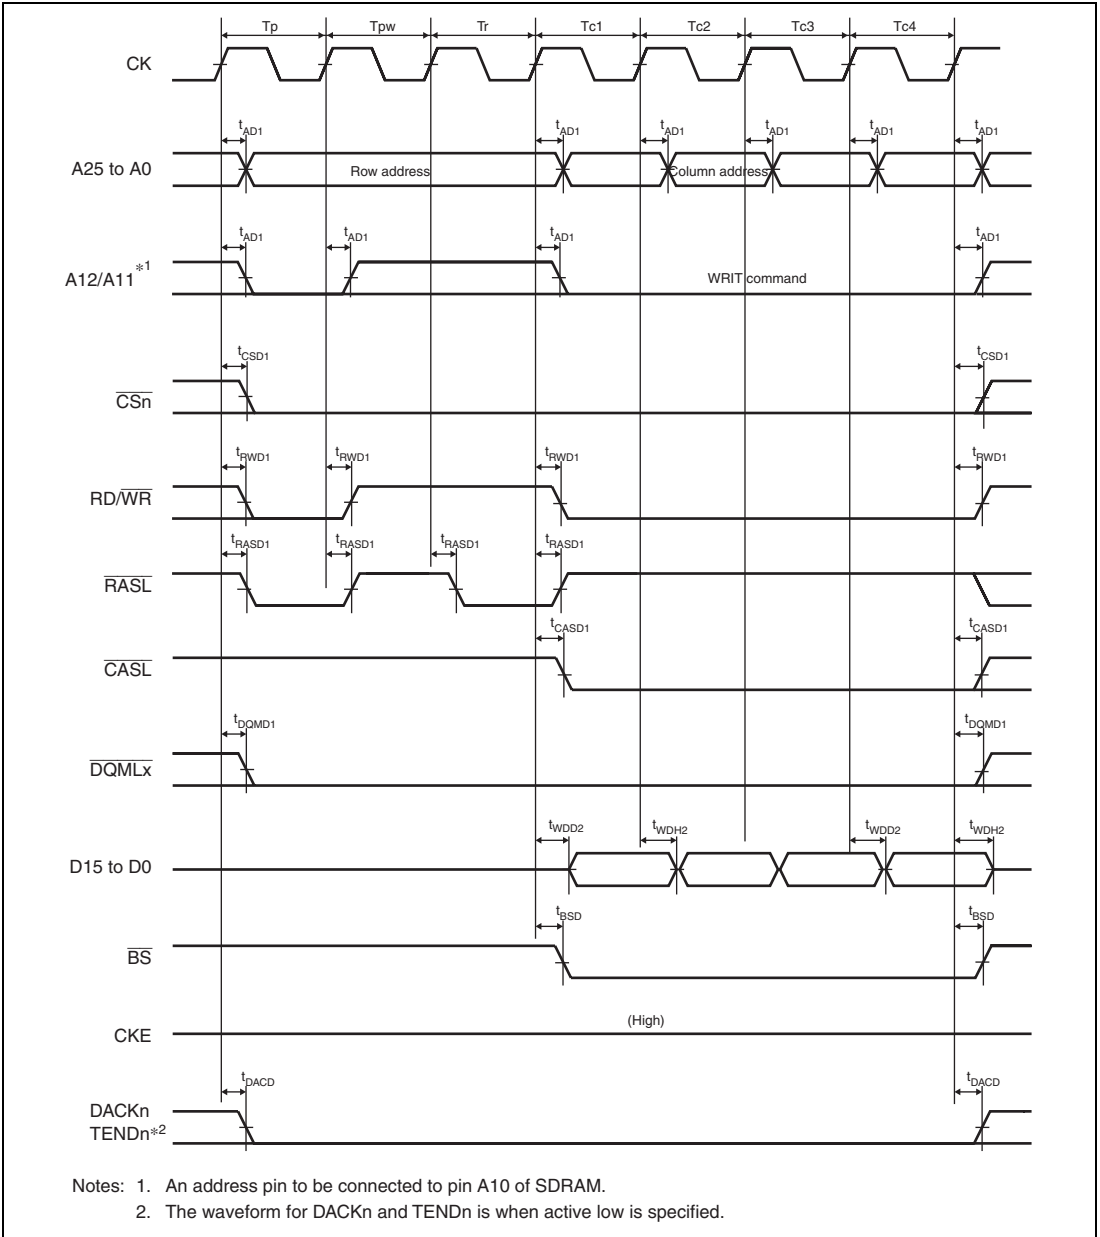 Tp Tpw Tr Tc1 Tc2 Tc3 Tc4
CK
tAD1 tAD1 tAD1 tAD1 tAD1 tAD1
A25 to A0 Row address Column address
tAD1 tAD1 tAD1 tAD1
A12/A11*1 WRIT command
tCSD1 tCSD1
CSn
tRWD1 tRWD1 tRWD1 tRWD1
RD/WR
tRASD1 tRASD1 tRASD1 tRASD1
RASL
tCASD1 tCASD1
CASL
tDQMD1 tDQMD1
DQMLx
tWDD2 tWDH2 tWDD2 tWDH2
D15 to D0
tBSD tBSD
BS
(High)
CKE
tDACD tDACD
DACKn
TENDn*2
Notes: 1. An address pin to be connected to pin A10 of SDRAM.
2. The waveform for DACKn and TENDn is when active low is specified.